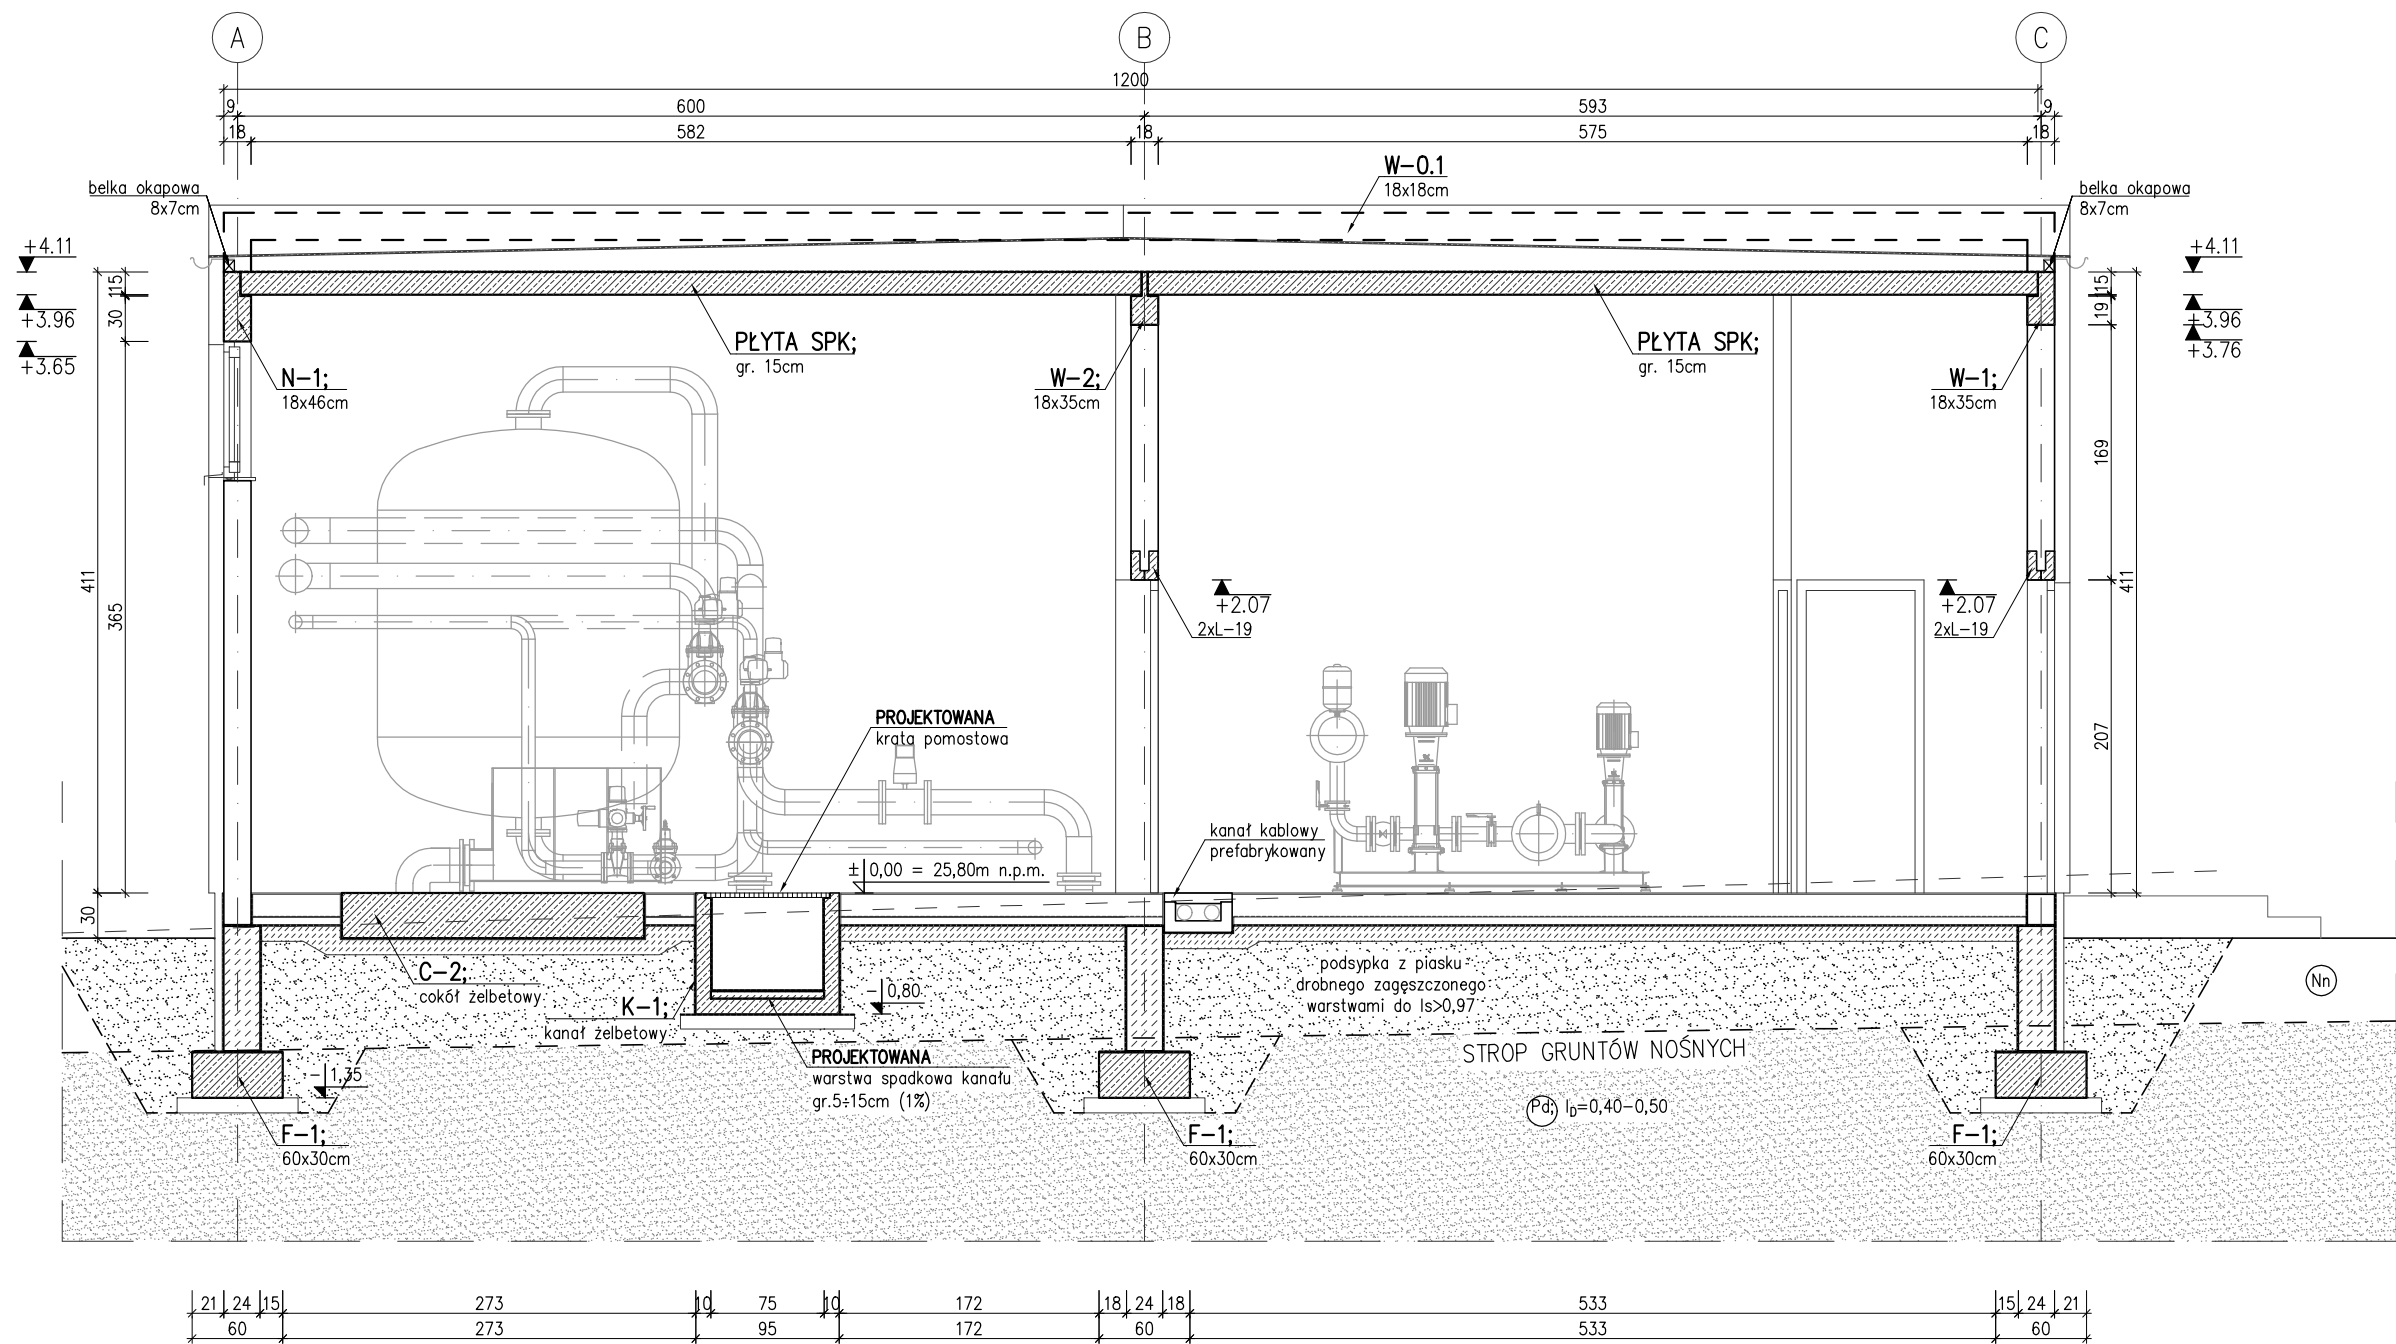 A
B
C
1200
9
600
593
9
18
582
18
575
18
W-0.1
18x18cm
belka okapowa
8x7cm
belka okapowa
8x7cm
+4.11
+3.96
+3.65
15
30
411
365
30
+4.11
+3.96
+3.76
15
19
169
411
207
PŁYTA SPK;
gr. 15cm
PŁYTA SPK;
gr. 15cm
N-1;
18x46cm
W-2;
18x35cm
W-1;
18x35cm
+2.07
2xL-19
+2.07
2xL-19
PROJEKTOWANA
krata pomostowa
kanał kablowy
prefabrykowany
± 0,00 = 25,80m n.p.m.
C-2;
cokół żelbetowy
K-1;
kanał żelbetowy
- 0,80
podsypka z piasku
drobnego zagęszczonego
warstwami do Is>0,97
Nn
STROP GRUNTÓW NOŚNYCH
PROJEKTOWANA
warstwa spadkowa kanału
gr.5÷15cm (1%)
- 1,35
Pd; ID=0,40-0,50
F-1;
60x30cm
F-1;
60x30cm
F-1;
60x30cm
21 24 15 273 10 75 10 172 18 24 18 533 15 24 21
60 273 95 172 60 533 60